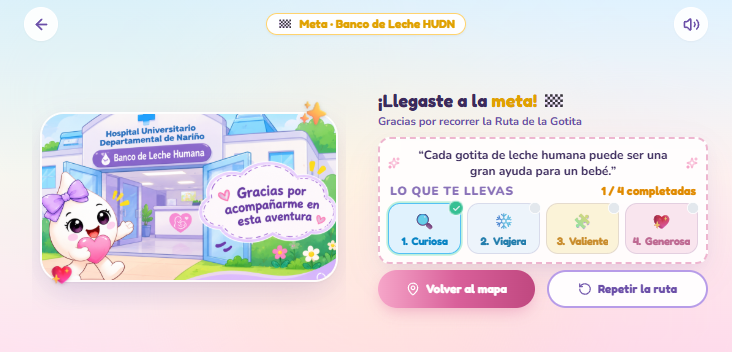 Meta · Banco de Leche HUDN
Hospital Universitario
Departamental de Nariño
Banco de Leche Humana
Gracias por
acompañarme en
esta aventura
¡Llegaste a la meta!
Gracias por recorrer la Ruta de la Gotita
“Cada gotita de leche humana puede ser una
gran ayuda para un bebé.”
LO QUE TE LLEVAS
1 / 4 completadas
1. Curiosa
2. Viajera
3. Valiente
4. Generosa
Volver al mapa
Repetir la ruta